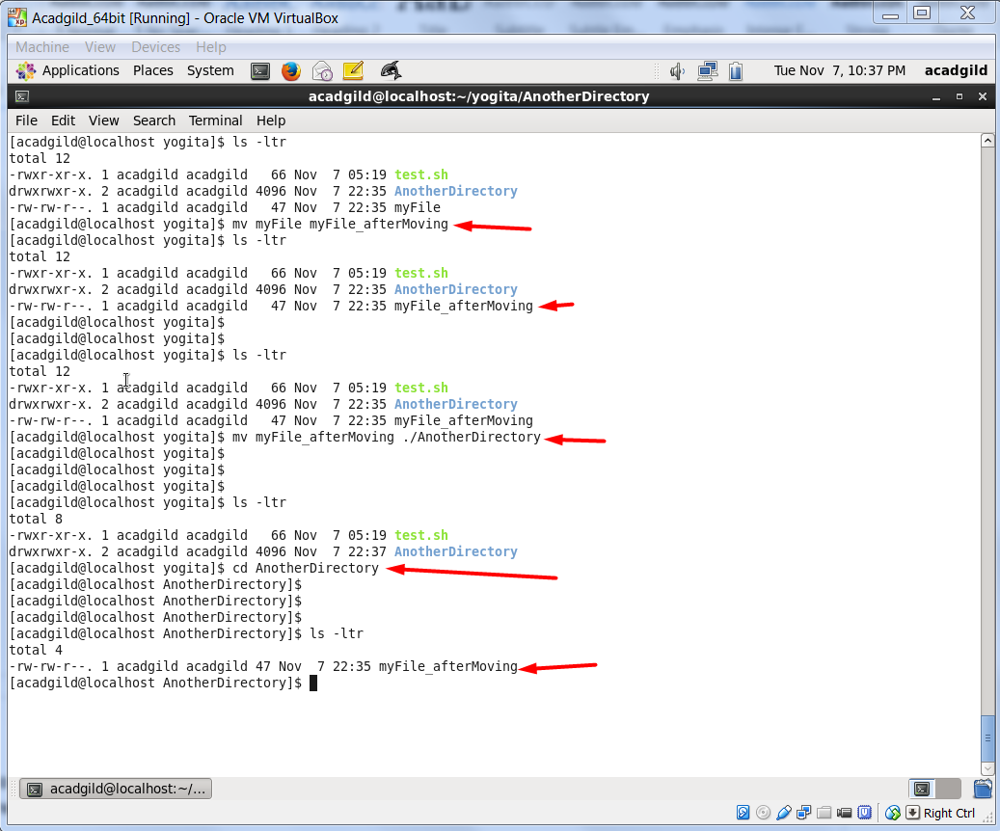 Acadgild_64bit [Running] - Oracle VM VirtualBox
Machine View Devices Help
Applications Places System Tue Nov 7, 10:37 PM acadgild
acadgild@localhost:~/yogita/AnotherDirectory
File Edit View Search Terminal Help
[acadgild@localhost yogita]$ ls -ltr
total 12
-rwxr-xr-x. 1 acadgild acadgild   66 Nov  7 05:19 test.sh
drwxrwxr-x. 2 acadgild acadgild 4096 Nov  7 22:35 AnotherDirectory
-rw-rw-r--. 1 acadgild acadgild   47 Nov  7 22:35 myFile
[acadgild@localhost yogita]$ mv myFile myFile_afterMoving
[acadgild@localhost yogita]$ ls -ltr
total 12
-rwxr-xr-x. 1 acadgild acadgild   66 Nov  7 05:19 test.sh
drwxrwxr-x. 2 acadgild acadgild 4096 Nov  7 22:35 AnotherDirectory
-rw-rw-r--. 1 acadgild acadgild   47 Nov  7 22:35 myFile_afterMoving
[acadgild@localhost yogita]$
[acadgild@localhost yogita]$
[acadgild@localhost yogita]$ ls -ltr
total 12
-rwxr-xr-x. 1 acadgild acadgild   66 Nov  7 05:19 test.sh
drwxrwxr-x. 2 acadgild acadgild 4096 Nov  7 22:35 AnotherDirectory
-rw-rw-r--. 1 acadgild acadgild   47 Nov  7 22:35 myFile_afterMoving
[acadgild@localhost yogita]$ mv myFile_afterMoving ./AnotherDirectory
[acadgild@localhost yogita]$
[acadgild@localhost yogita]$
[acadgild@localhost yogita]$
[acadgild@localhost yogita]$ ls -ltr
total 8
-rwxr-xr-x. 1 acadgild acadgild   66 Nov  7 05:19 test.sh
drwxrwxr-x. 2 acadgild acadgild 4096 Nov  7 22:37 AnotherDirectory
[acadgild@localhost yogita]$ cd AnotherDirectory
[acadgild@localhost AnotherDirectory]$
[acadgild@localhost AnotherDirectory]$
[acadgild@localhost AnotherDirectory]$
[acadgild@localhost AnotherDirectory]$ ls -ltr
total 4
-rw-rw-r--. 1 acadgild acadgild 47 Nov  7 22:35 myFile_afterMoving
[acadgild@localhost AnotherDirectory]$
acadgild@localhost:~/...
Right Ctrl